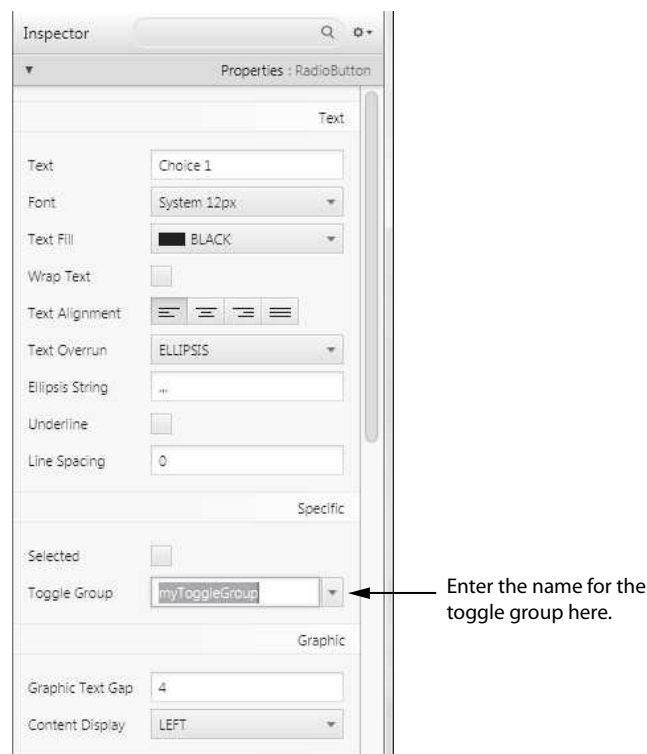 Inspector
Properties : RadioButton
Text
Text Choice 1
Font System 12px
Text Fill BLACK
Wrap Text
Text Alignment
Text Overrun ELLIPSIS
Ellipsis String ...
Underline
Line Spacing 0
Specific
Selected
Toggle Group myToggleGroup
Enter the name for the
toggle group here.
Graphic
Graphic Text Gap 4
Content Display LEFT